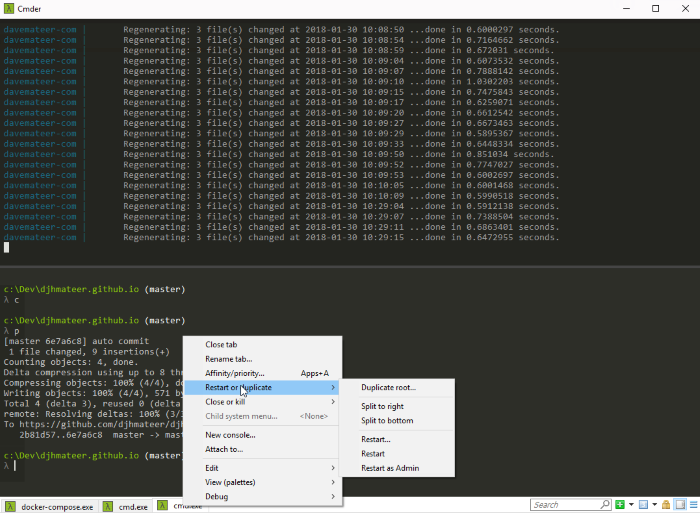 Cmder
davemateer-com | Regenerating: 3 file(s) changed at 2018-01-30 10:08:50 ...done in 0.6000297 seconds.
davemateer-com | Regenerating: 3 file(s) changed at 2018-01-30 10:08:54 ...done in 0.7164662 seconds.
davemateer-com | Regenerating: 3 file(s) changed at 2018-01-30 10:08:59 ...done in 0.672031 seconds.
davemateer-com | Regenerating: 3 file(s) changed at 2018-01-30 10:09:04 ...done in 0.6073532 seconds.
davemateer-com | Regenerating: 3 file(s) changed at 2018-01-30 10:09:07 ...done in 0.7888142 seconds.
davemateer-com | Regenerating: 3 file(s) changed at 2018-01-30 10:09:10 ...done in 1.0302203 seconds.
davemateer-com | Regenerating: 3 file(s) changed at 2018-01-30 10:09:15 ...done in 0.7475843 seconds.
davemateer-com | Regenerating: 3 file(s) changed at 2018-01-30 10:09:17 ...done in 0.6259071 seconds.
davemateer-com | Regenerating: 3 file(s) changed at 2018-01-30 10:09:20 ...done in 0.6612542 seconds.
davemateer-com | Regenerating: 3 file(s) changed at 2018-01-30 10:09:27 ...done in 0.6673463 seconds.
davemateer-com | Regenerating: 3 file(s) changed at 2018-01-30 10:09:29 ...done in 0.5895367 seconds.
davemateer-com | Regenerating: 3 file(s) changed at 2018-01-30 10:09:33 ...done in 0.6448334 seconds.
davemateer-com | Regenerating: 3 file(s) changed at 2018-01-30 10:09:50 ...done in 0.851034 seconds.
davemateer-com | Regenerating: 3 file(s) changed at 2018-01-30 10:09:52 ...done in 0.7747027 seconds.
davemateer-com | Regenerating: 3 file(s) changed at 2018-01-30 10:09:53 ...done in 0.6002697 seconds.
davemateer-com | Regenerating: 3 file(s) changed at 2018-01-30 10:10:05 ...done in 0.6001468 seconds.
davemateer-com | Regenerating: 3 file(s) changed at 2018-01-30 10:10:09 ...done in 0.5990518 seconds.
davemateer-com | Regenerating: 3 file(s) changed at 2018-01-30 10:29:04 ...done in 0.5912138 seconds.
davemateer-com | Regenerating: 3 file(s) changed at 2018-01-30 10:29:07 ...done in 0.7388504 seconds.
davemateer-com | Regenerating: 3 file(s) changed at 2018-01-30 10:29:11 ...done in 0.6863401 seconds.
davemateer-com | Regenerating: 3 file(s) changed at 2018-01-30 10:29:15 ...done in 0.6472955 seconds.
c:\Dev\djhmateer.github.io (master)
λ c
c:\Dev\djhmateer.github.io (master)
λ p
[master 6e7a6c8] auto commit
1 file changed, 9 insertions(+)
Counting objects: 4, done.
Delta compression using up to 8 thr
Compressing objects: 100% (4/4), do
Writing objects: 100% (4/4), 571 by
Total 4 (delta 3), reused 0 (delta
remote: Resolving deltas: 100% (3/3
To https://github.com/djhmateer/djh
2b81d57..6e7a6c8 master -> mast
c:\Dev\djhmateer.github.io (master)
λ
Close tab
Rename tab...
Affinity/priority... Apps+A
Restart or duplicate
Close or kill
Child system menu... <None>
New console...
Attach to...
Edit
View (palettes)
Debug
Duplicate root...
Split to right
Split to bottom
Restart...
Restart
Restart as Admin
docker-compose.exe
cmd.exe
cmd.exe
Search